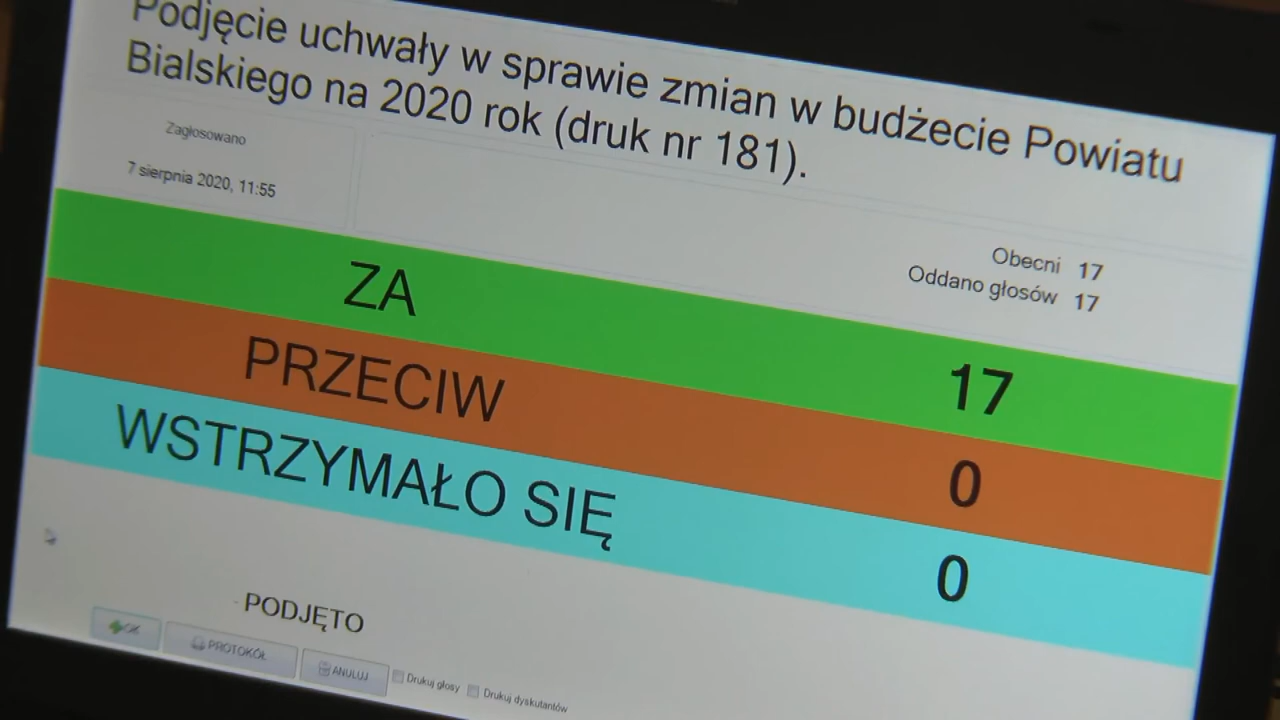 Podjęcie uchwały w sprawie zmian w budżecie Powiatu
Bialskiego na 2020 rok (druk nr 181).
Zagłosowano
7 sierpnia 2020, 11:55
Obecni 17
Oddano głosów 17
ZA 17
PRZECIW 0
WSTRZYMAŁO SIĘ 0
PODJĘTO
OK PROTOKÓŁ ANULUJ Drukuj głosy Drukuj dyskutantów